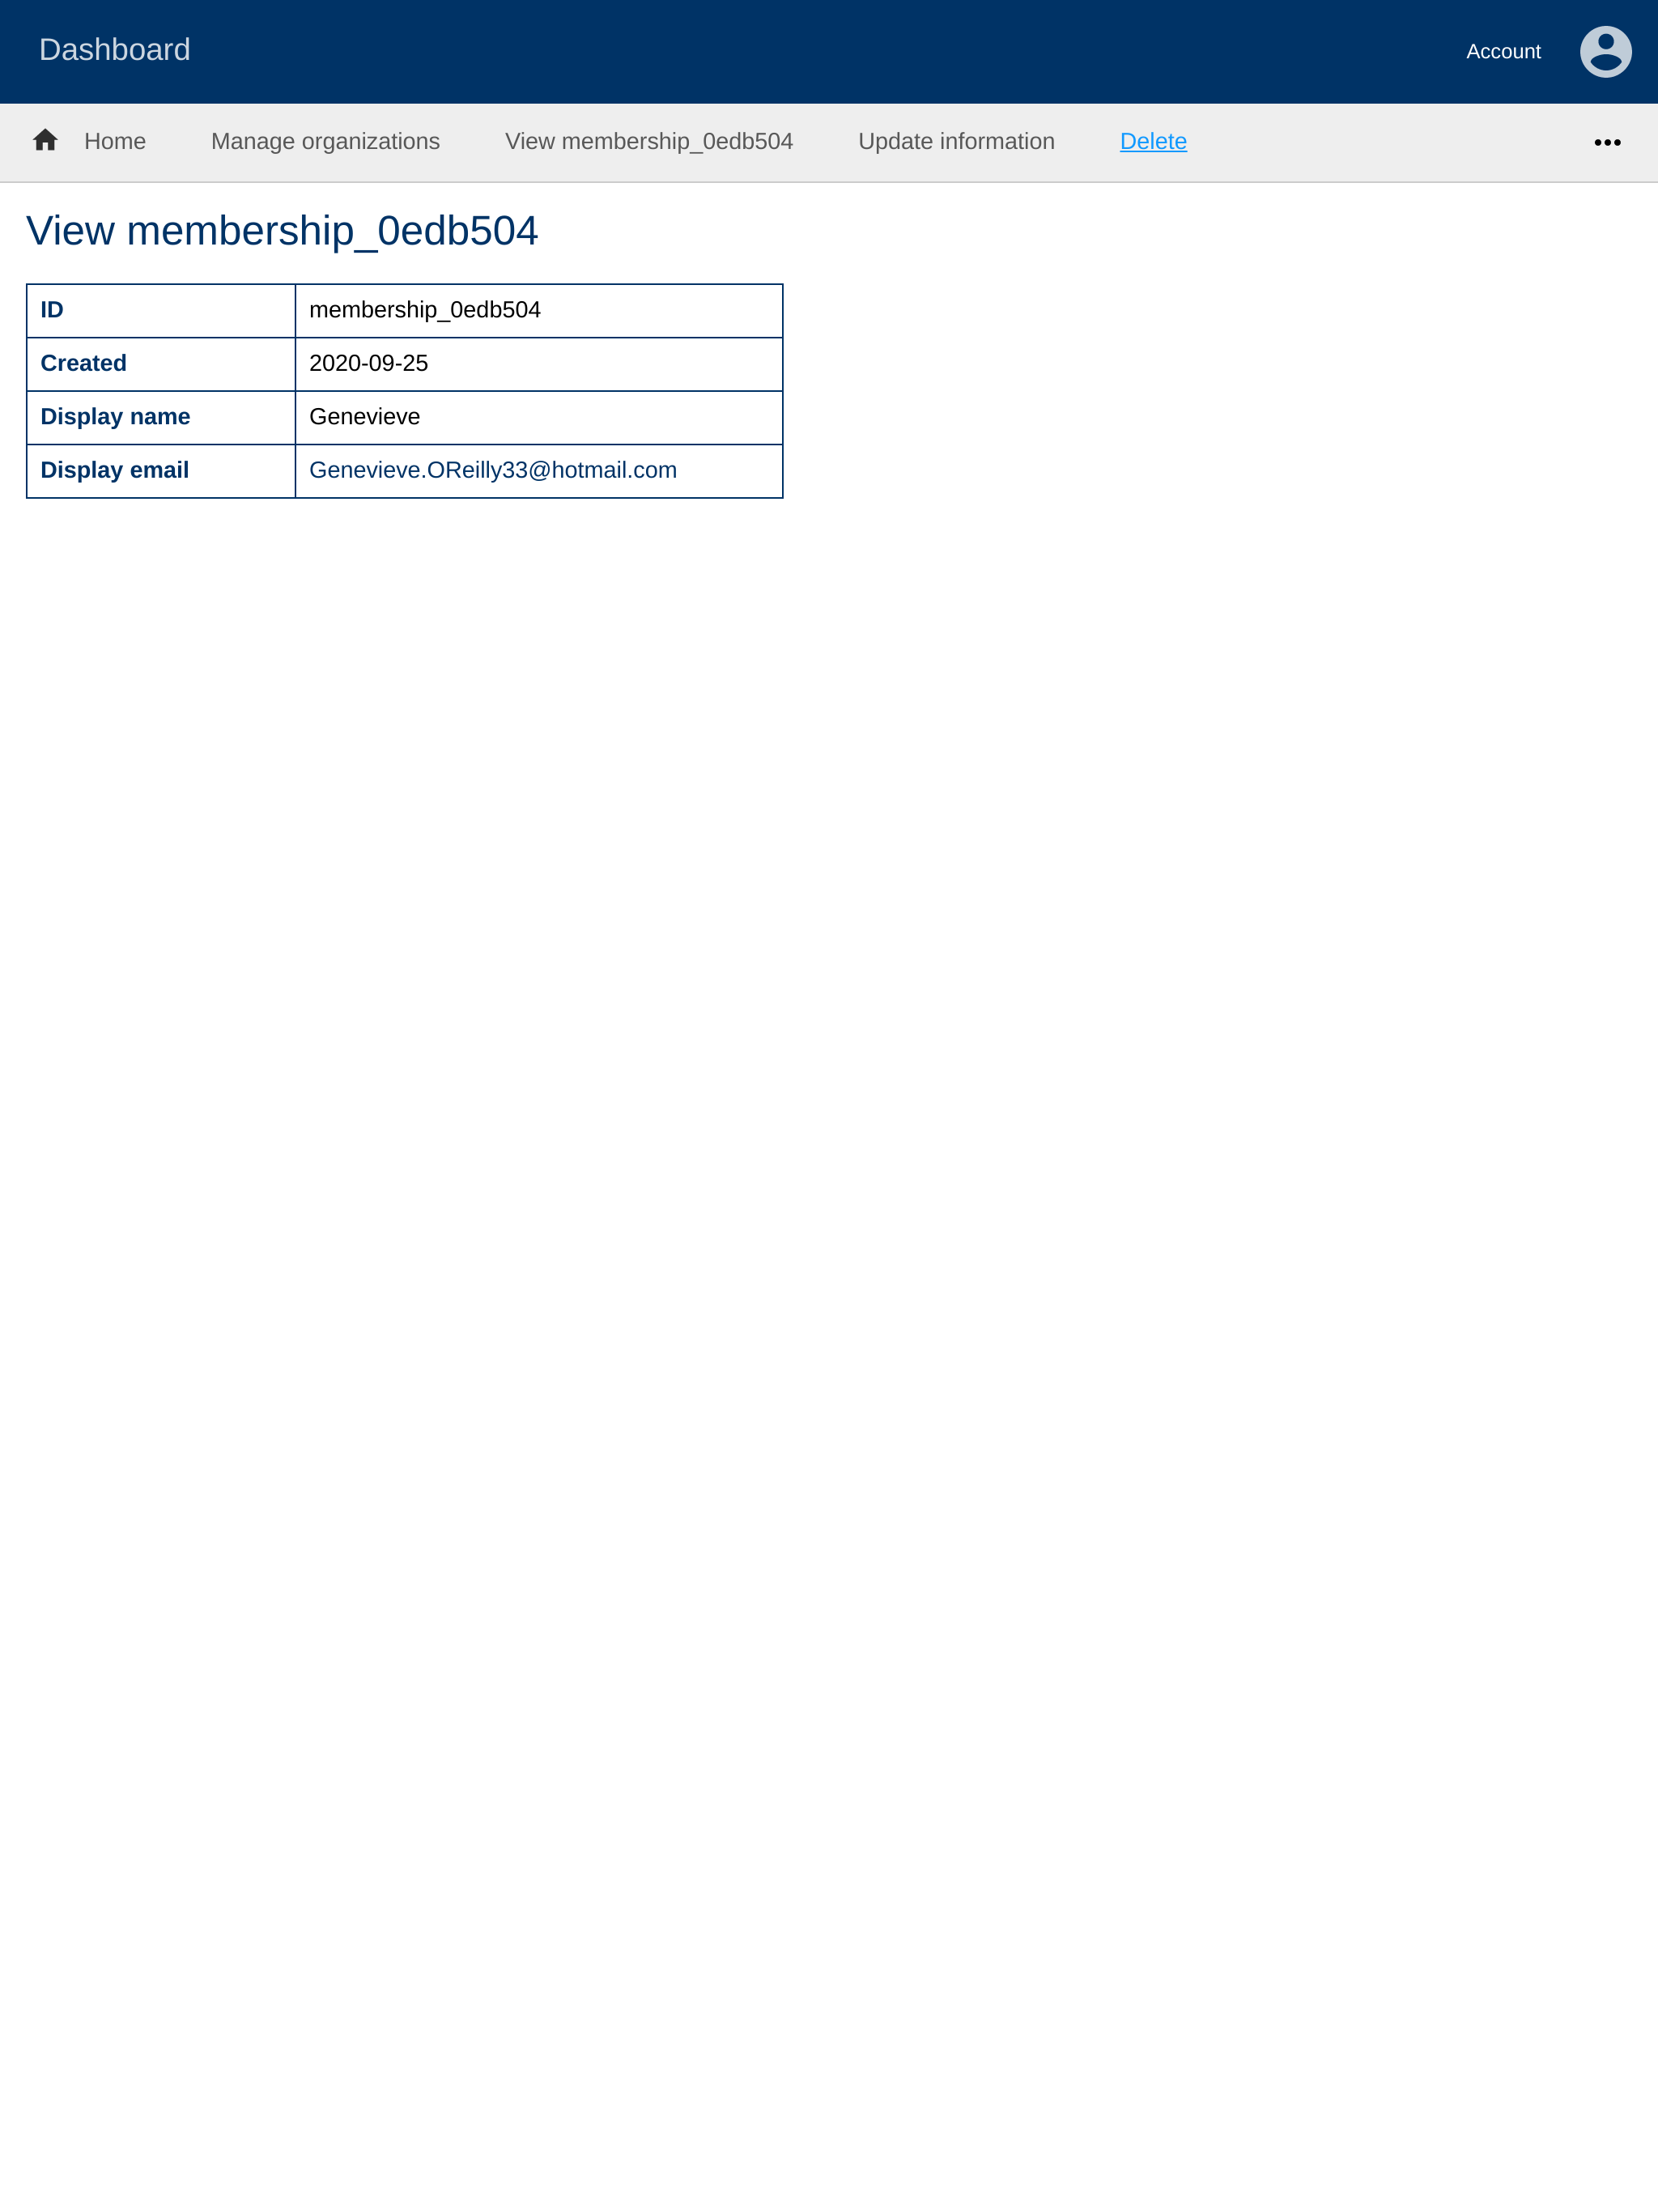 Dashboard
Account
Home Manage organizations View membership_0edb504 Update information Delete
View membership_0edb504
ID membership_0edb504
Created 2020-09-25
Display name Genevieve
Display email Genevieve.OReilly33@hotmail.com